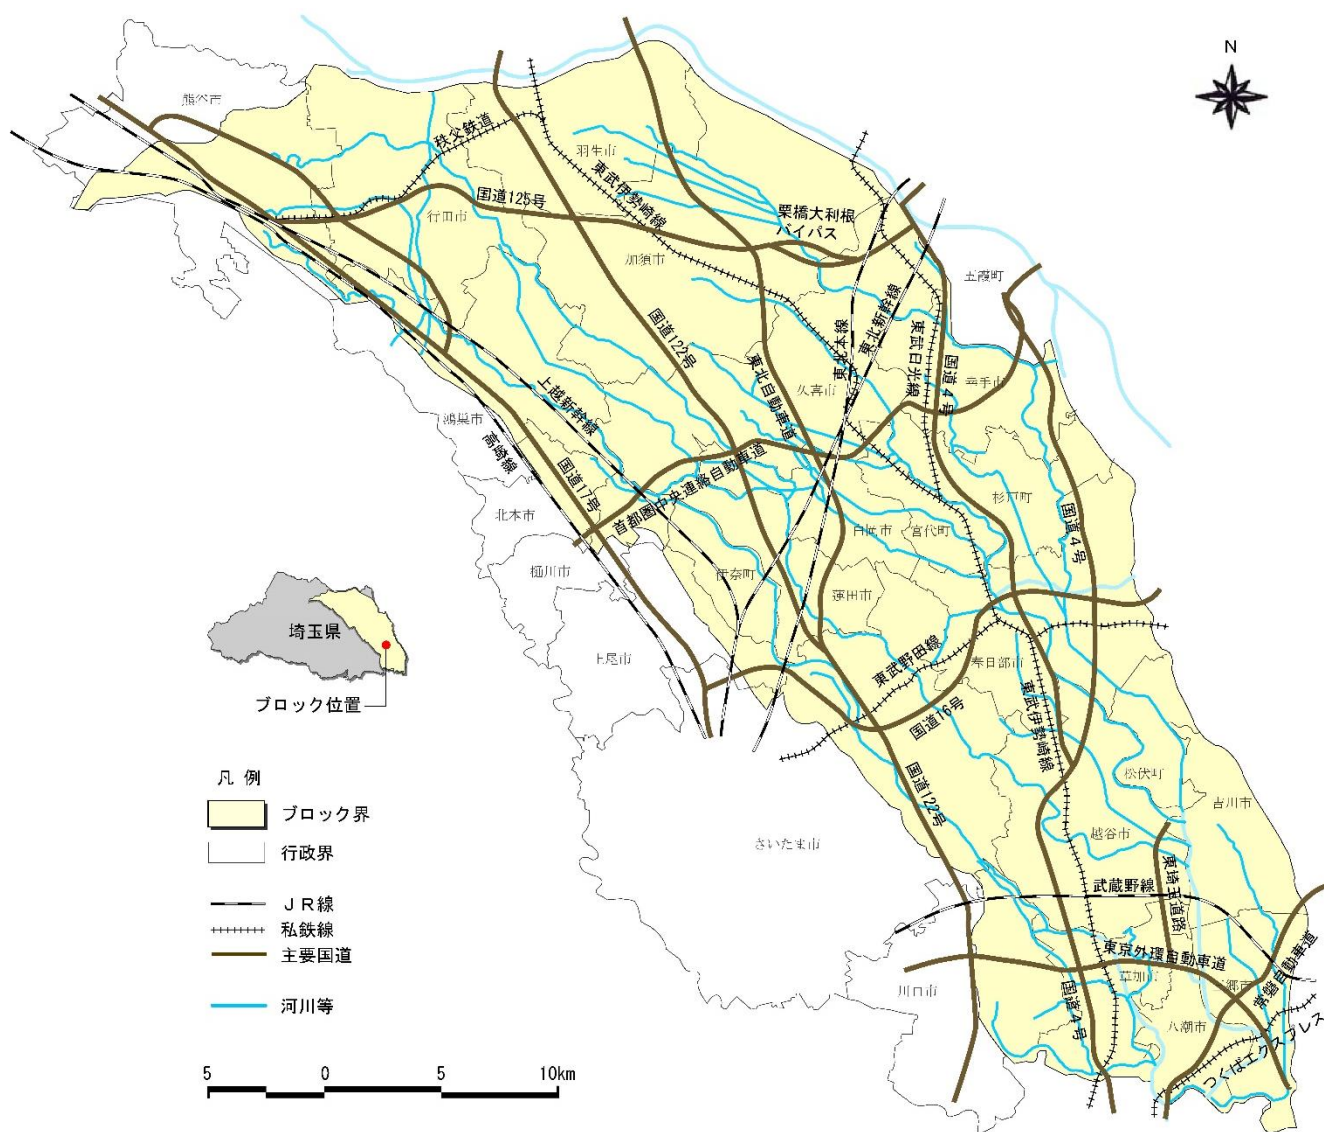 N
熊谷市
秩父鉄道
羽生市
東武伊勢崎線
国道125号
行田市
栗橋大利根
バイパス
加須市
五霞町
国道122号
東北本線
東北新幹線
東武日光線
国道4号
幸手市
久喜市
東北自動車道
上越新幹線
鴻巣市
高崎線
国道17号
首都圏中央連絡自動車道
北本市
杉戸町
国道4号
白岡市
宮代町
桶川市
伊奈町
蓮田市
埼玉県
ブロック位置
上尾市
東武野田線
春日部市
国道16号
東武伊勢崎線
松伏町
吉川市
国道122号
越谷市
さいたま市
東埼玉道路
武蔵野線
東京外環自動車道
草加市
三郷市
常磐自動車道
川口市
国道4号
八潮市
つくばエクスプレス
凡 例
ブロック界
行政界
JR線
私鉄線
主要国道
河川等
5 0 5 10km